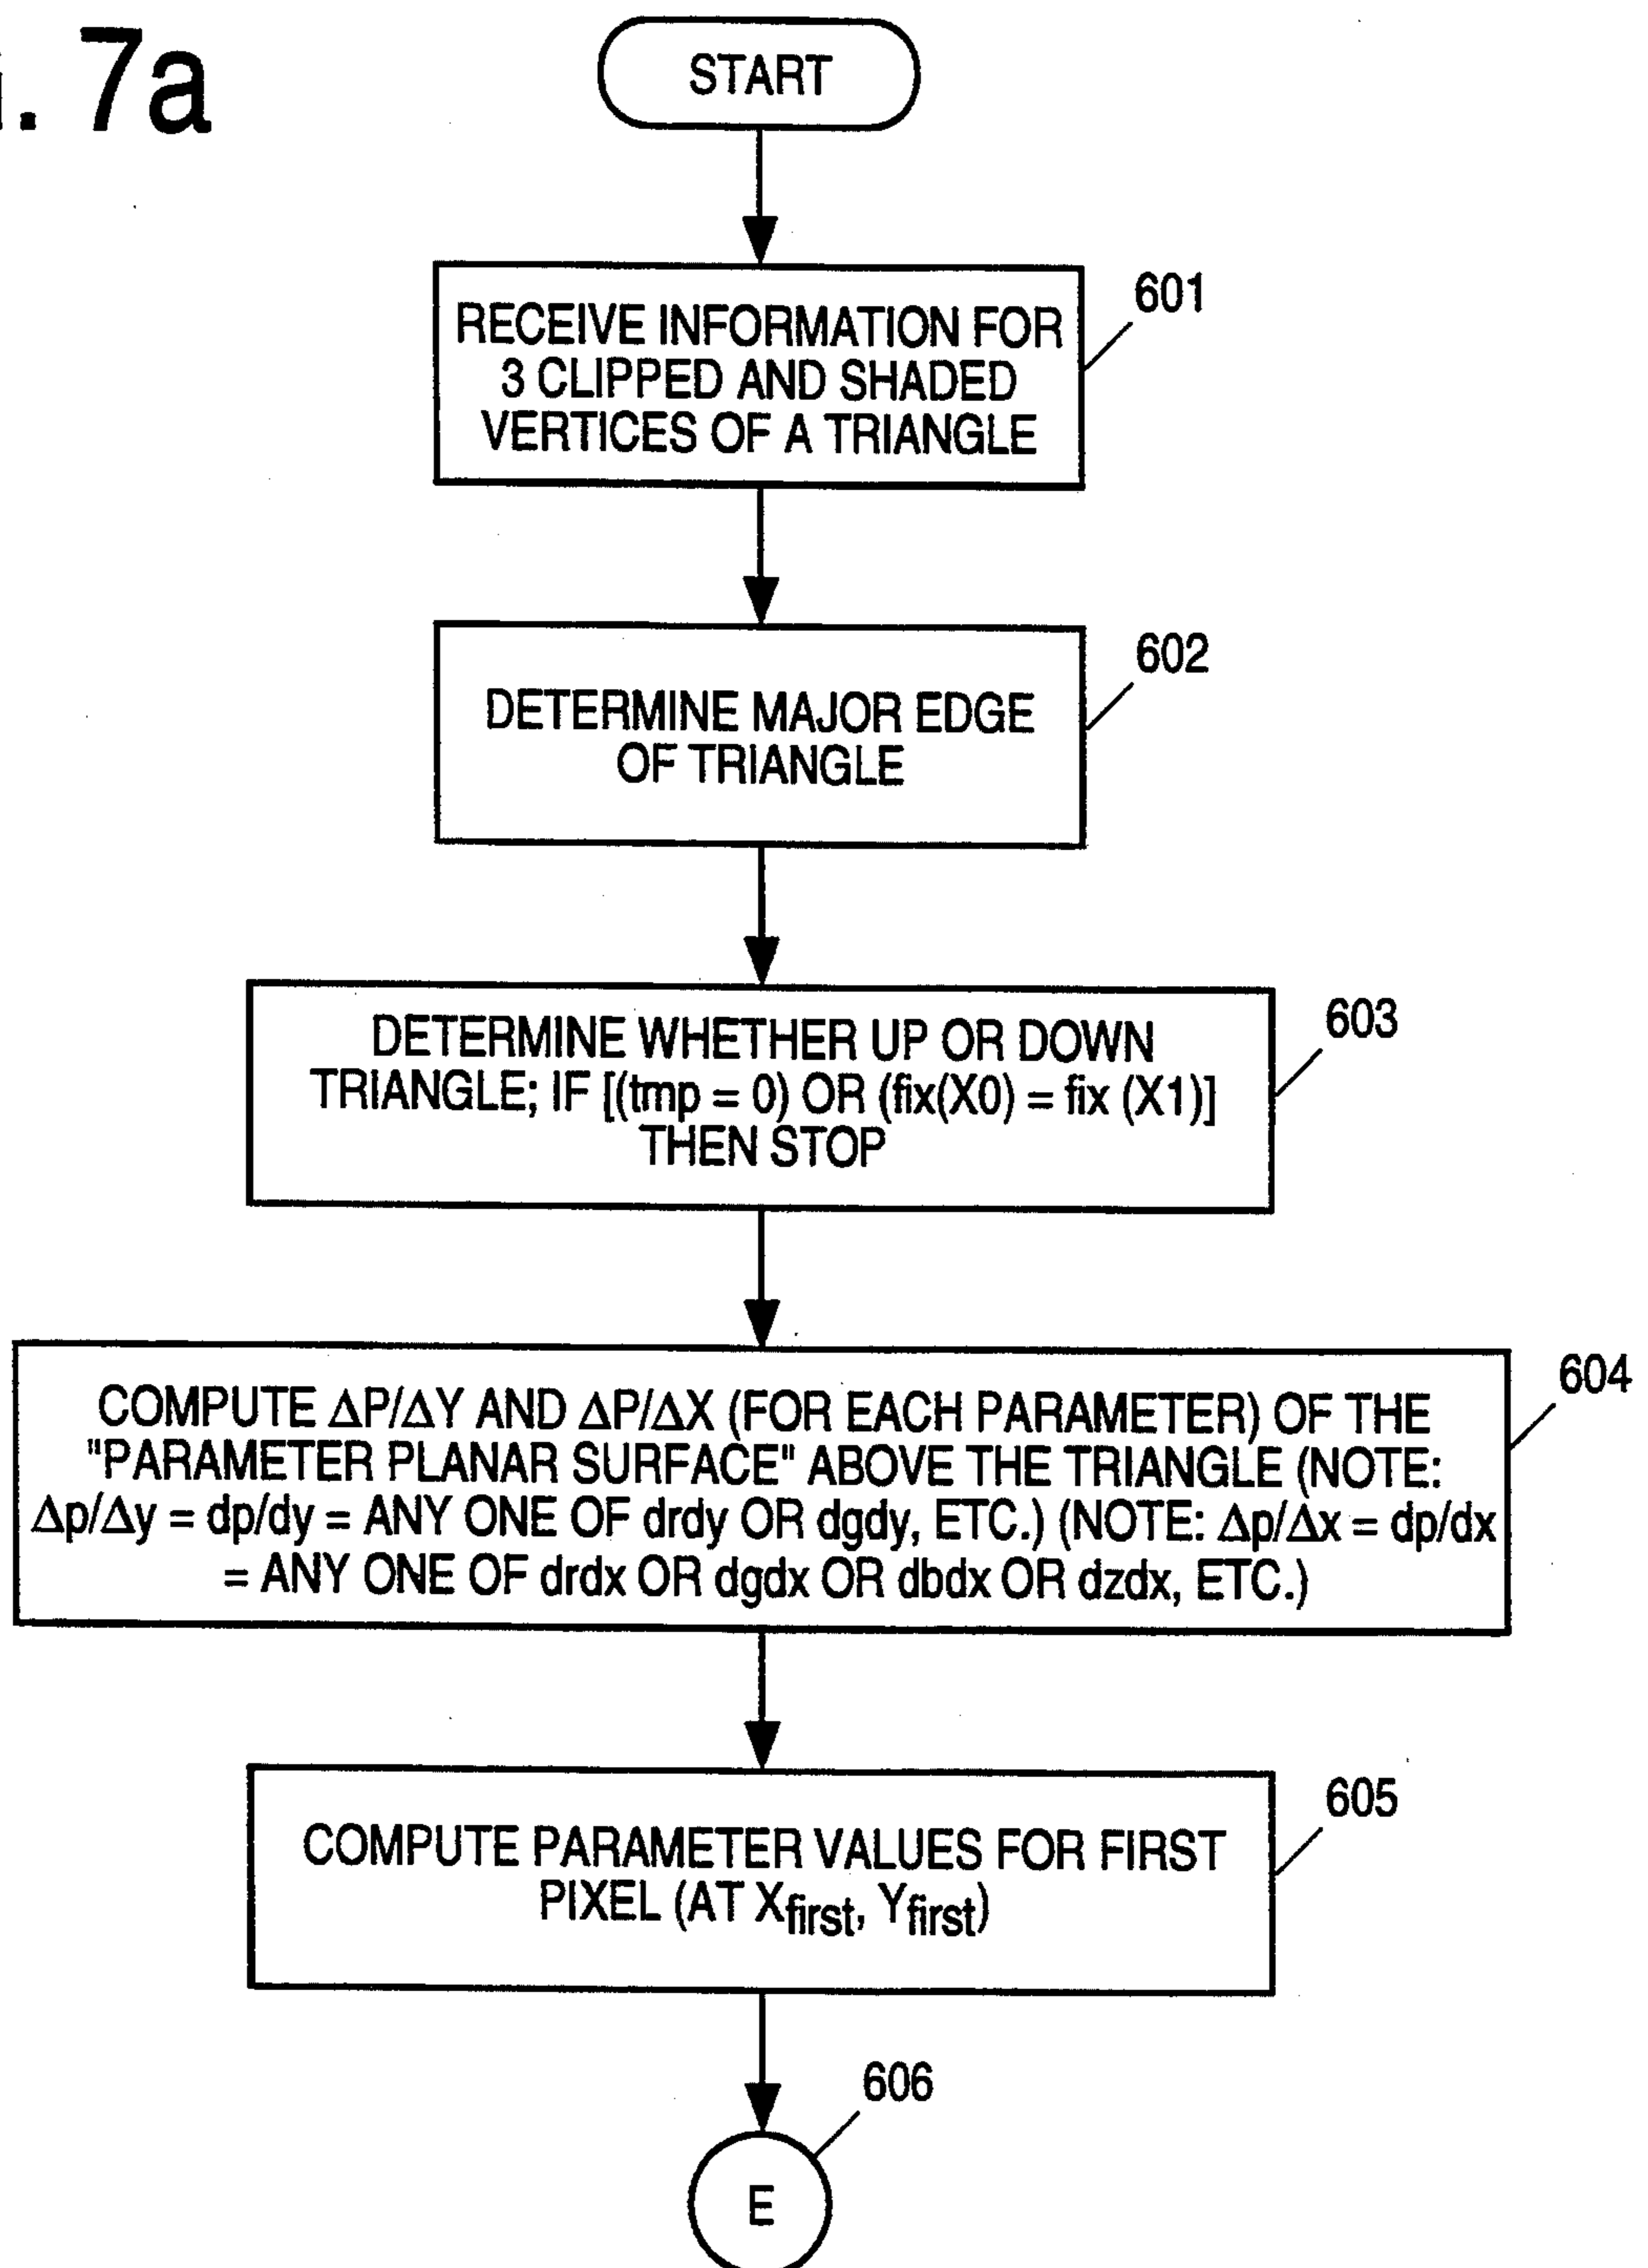 . 7a
START
RECEIVE INFORMATION FOR
3 CLIPPED AND SHADED
VERTICES OF A TRIANGLE
601
DETERMINE MAJOR EDGE
OF TRIANGLE
602
DETERMINE WHETHER UP OR DOWN
TRIANGLE; IF [(tmp = 0) OR (fix(X0) = fix (X1)]
THEN STOP
603
COMPUTE ΔP/ΔY AND ΔP/ΔX (FOR EACH PARAMETER) OF THE
"PARAMETER PLANAR SURFACE" ABOVE THE TRIANGLE (NOTE:
Δp/Δy = dp/dy = ANY ONE OF drdy OR dgdy, ETC.) (NOTE: Δp/Δx = dp/dx
= ANY ONE OF drdx OR dgdx OR dbdx OR dzdx, ETC.)
604
COMPUTE PARAMETER VALUES FOR FIRST
PIXEL (AT Xfirst, Yfirst)
605
606
E